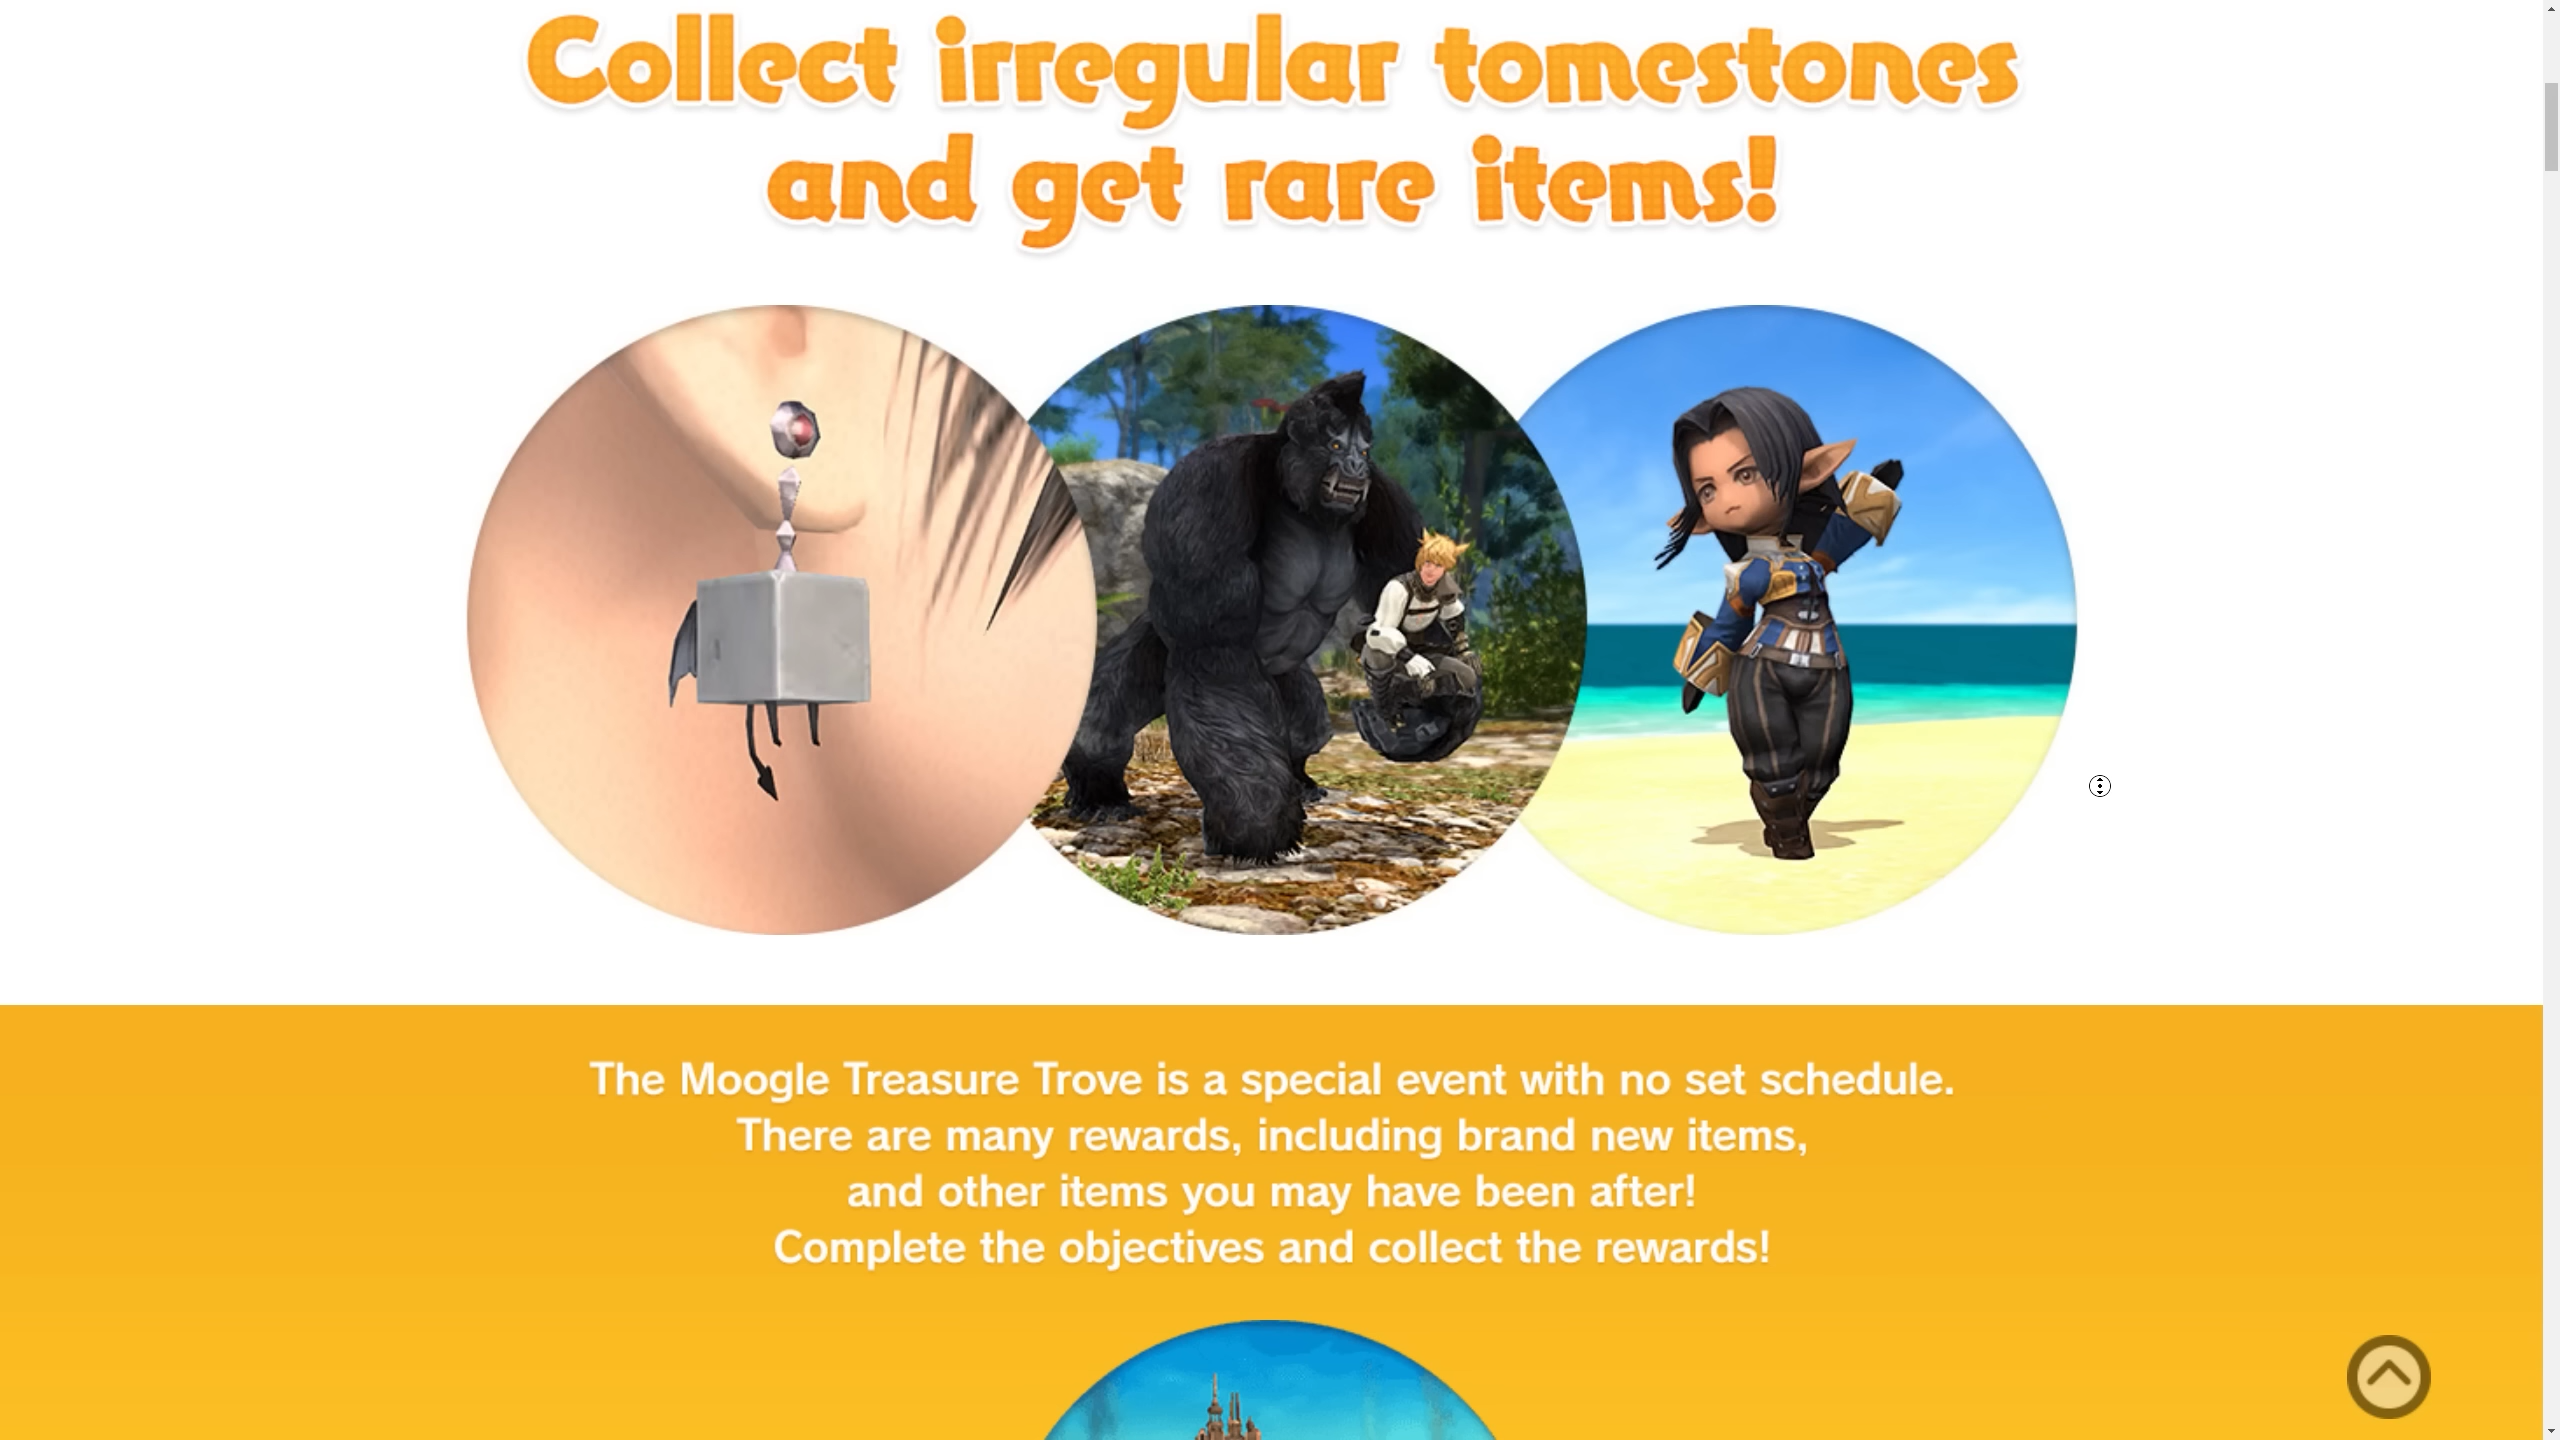 Collect irregular tomestones
and get rare items!
The Moogle Treasure Trove is a special event with no set schedule.
There are many rewards, including brand new items,
and other items you may have been after!
Complete the objectives and collect the rewards!